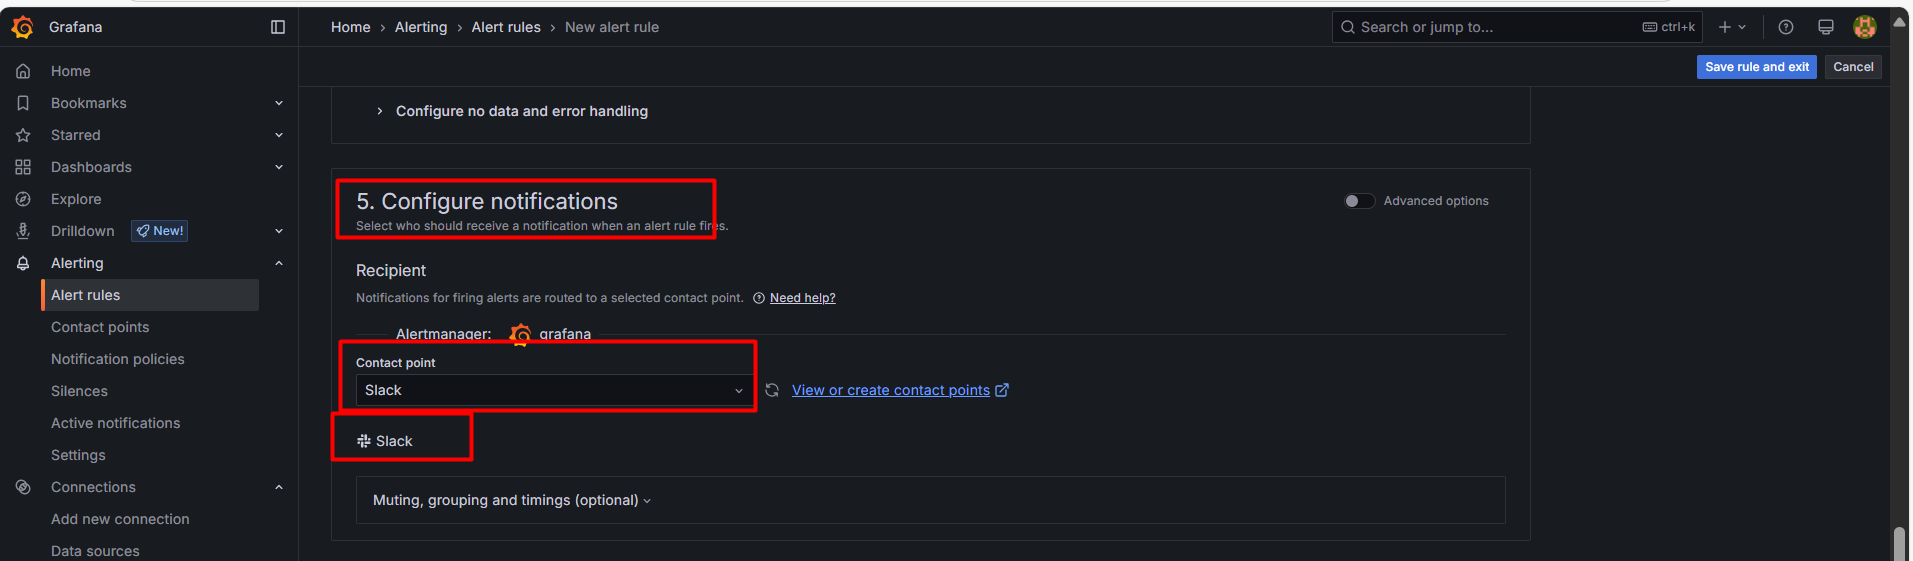 Grafana
Home › Alerting › Alert rules › New alert rule
Search or jump to...
ctrl+k
Save rule and exit
Cancel
Home
Bookmarks
Starred
Dashboards
Explore
Drilldown
New!
Alerting
Alert rules
Contact points
Notification policies
Silences
Active notifications
Settings
Connections
Add new connection
Data sources
Configure no data and error handling
5. Configure notifications
Advanced options
Select who should receive a notification when an alert rule fires.
Recipient
Notifications for firing alerts are routed to a selected contact point.
Need help?
Alertmanager: grafana
Contact point
Slack
View or create contact points
Slack
Muting, grouping and timings (optional)